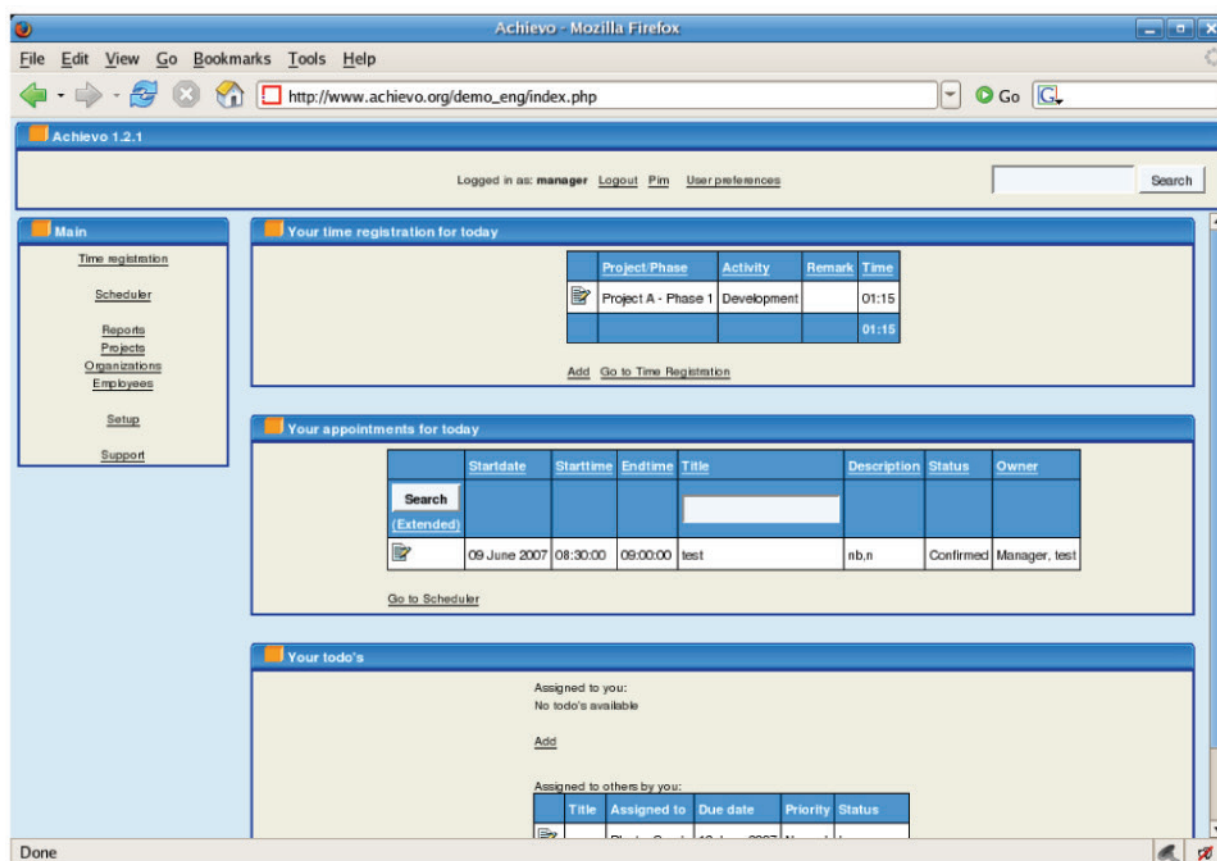 Achievo - Mozilla Firefox
File Edit View Go Bookmarks Tools Help
http://www.achievo.org/demo_eng/index.php Go G
Achievo 1.2.1
Logged in as: manager Logout Pim User preferences Search
Main
Time registration
Scheduler
Reports
Projects
Organizations
Employees
Setup
Support
Your time registration for today
Project/Phase Activity Remark Time
Project A - Phase 1 Development 01:15
01:15
Add Go to Time Registration
Your appointments for today
Startdate Starttime Endtime Title Description Status Owner
Search
(Extended)
09 June 2007 08:30:00 09:00:00 test nb,n Confirmed Manager, test
Go to Scheduler
Your todo's
Assigned to you:
No todo's available
Add
Assigned to others by you:
Title Assigned to Due date Priority Status
Done